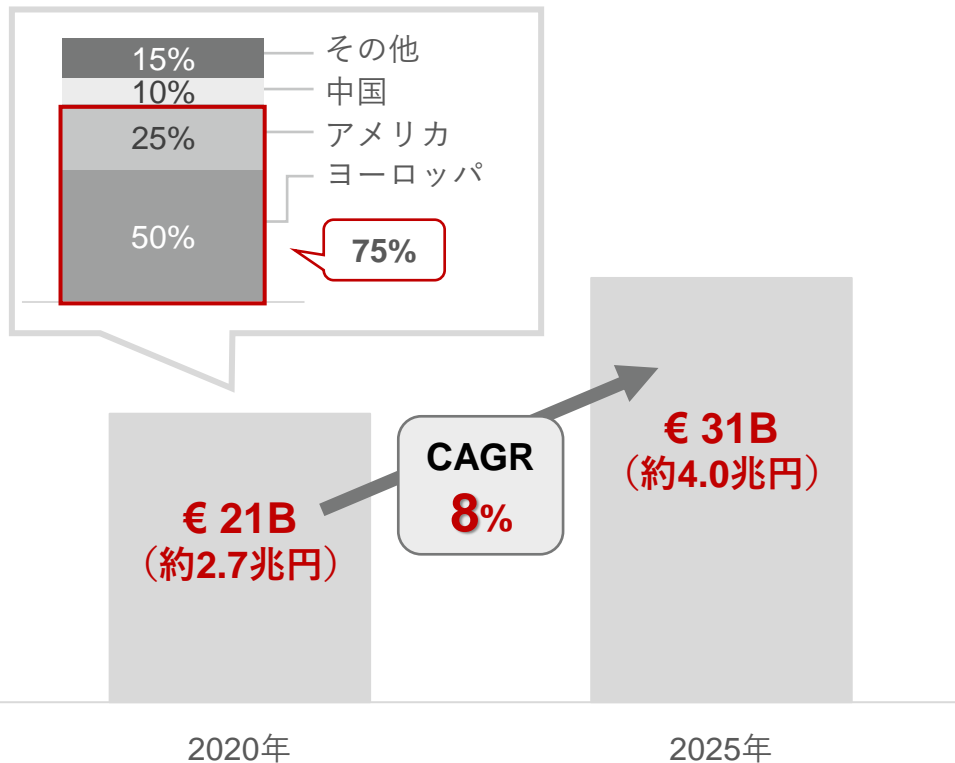 15%
その他
10%
中国
25%
アメリカ
ヨーロッパ
50%
75%
€ 21B
（約2.7兆円）
CAGR
8%
€ 31B
（約4.0兆円）
2020年
2025年